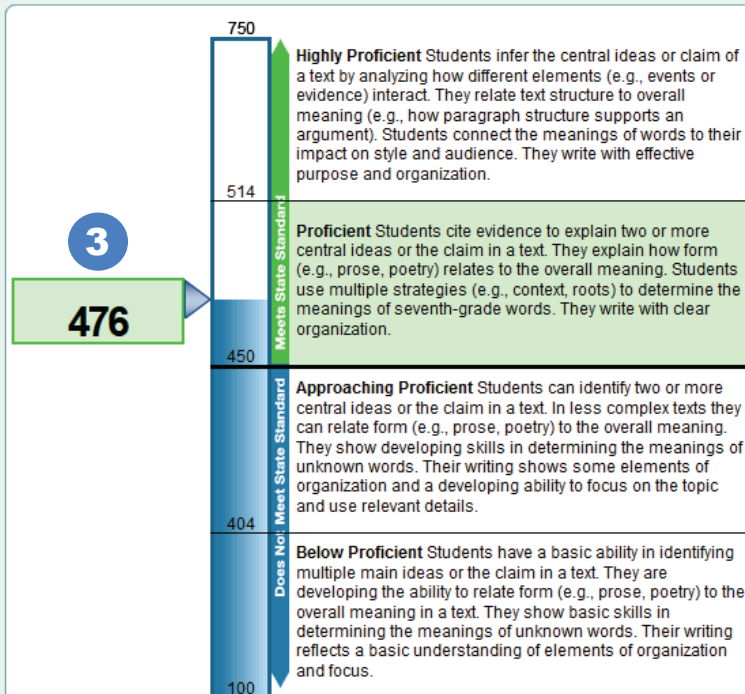 750
Highly Proficient Students infer the central ideas or claim of
a text by analyzing how different elements (e.g., events or
evidence) interact. They relate text structure to overall
meaning (e.g., how paragraph structure supports an
argument). Students connect the meanings of words to their
impact on style and audience. They write with effective
purpose and organization.
514
3
476
Meets State Standard
Proficient Students cite evidence to explain two or more
central ideas or the claim in a text. They explain how form
(e.g., prose, poetry) relates to the overall meaning. Students
use multiple strategies (e.g., context, roots) to determine the
meanings of seventh-grade words. They write with clear
organization.
450
Does Not Meet State Standard
Approaching Proficient Students can identify two or more
central ideas or the claim in a text. In less complex texts they
can relate form (e.g., prose, poetry) to the overall meaning.
They show developing skills in determining the meanings of
unknown words. Their writing shows some elements of
organization and a developing ability to focus on the topic
and use relevant details.
404
Below Proficient Students have a basic ability in identifying
multiple main ideas or the claim in a text. They are
developing the ability to relate form (e.g., prose, poetry) to the
overall meaning in a text. They show basic skills in
determining the meanings of unknown words. Their writing
reflects a basic understanding of elements of organization
and focus.
100